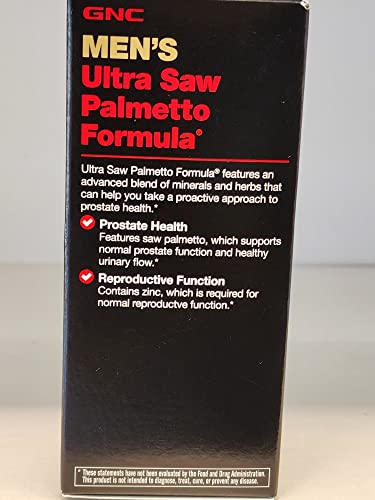 GNC
MEN'S
Ultra Saw
Palmetto
Formula®
Ultra Saw Palmetto Formula® features an
advanced blend of minerals and herbs that
can help you take a proactive approach to
prostate health.*
Prostate Health
Features saw palmetto, which supports
normal prostate function and healthy
urinary flow.*
Reproductive Function
Contains zinc, which is required for
normal reproductve function.*
* These statements have not been evaluated by the Food and Drug Administration.
This product is not intended to diagnose, treat, cure, or prevent any disease.